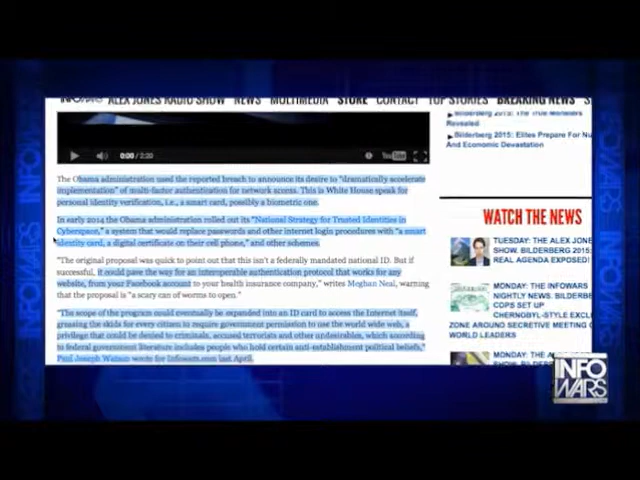 INFOWARS ALEX JONES RADIO SHOW NEWS MULTIMEDIA STORE CONTACT TOP STORIES BREAKING NEWS S
0:00 / 2:20
YouTube
The Obama administration used the reported breach to announce its desire to "dramatically accelerate
implementation" of multi-factor authentication for network access. This is White House speak for
personal identity verification, i.e., a smart card, possibly a biometric one.
In early 2014 the Obama administration rolled out its "National Strategy for Trusted Identities in
Cyberspace," a system that would replace passwords and other internet login procedures with "a smart
identity card, a digital certificate on their cell phone," and other schemes.
"The original proposal was quick to point out that this isn't a federally mandated national ID. But if
successful, it could pave the way for an interoperable authentication protocol that works for any
website, from your Facebook account to your health insurance company," writes Meghan Neal, warning
that the proposal is "a scary can of worms to open."
"The scope of the program could eventually be expanded into an ID card to access the Internet itself,
greasing the skids for every citizen to require government permission to use the world wide web, a
privilege that could be denied to criminals, accused terrorists and other undesirables, which according
to federal government literature includes people who hold certain anti-establishment political beliefs,"
Paul Joseph Watson wrote for Infowars.com last April.
Bilderberg 2015: The True Monsters
Revealed
Bilderberg 2015: Elites Prepare For Nu
And Economic Devastation
WATCH THE NEWS
TUESDAY: THE ALEX JONE
SHOW. BILDERBERG 2015
REAL AGENDA EXPOSED!
MONDAY: THE INFOWARS
NIGHTLY NEWS. BILDERBE
COPS SET UP
CHERNOBYL-STYLE EXCLU
ZONE AROUND SECRETIVE MEETING O
WORLD LEADERS
MONDAY: THE ALEX JONE
SHOW.
INFO
WARS